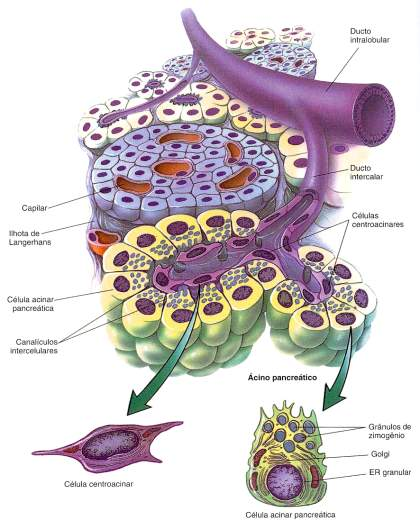 Ducto
intralobular
Ducto
intercalar
Capilar
Ilhota de
Langerhans
Células
centroacinares
Célula acinar
pancreática
Canalículos
intercelulares
Ácino pancreático
Grânulos de
zimogênio
Golgi
ER granular
Célula centroacinar
Célula acinar pancreática